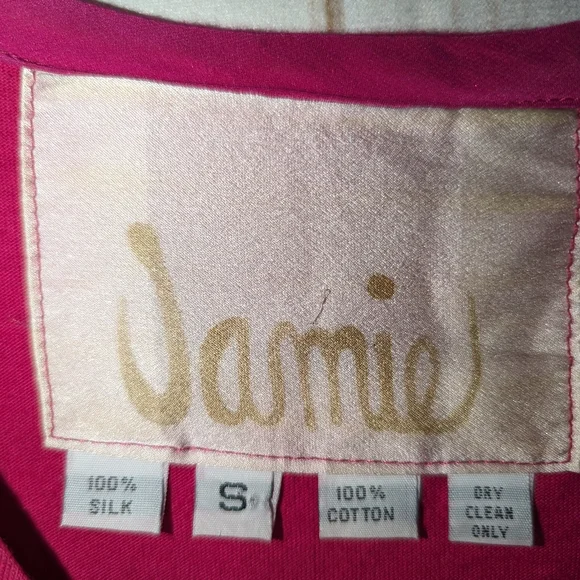 Jamie
100%
SILK
S
100%
COTTON
DRY
CLEAN
ONLY